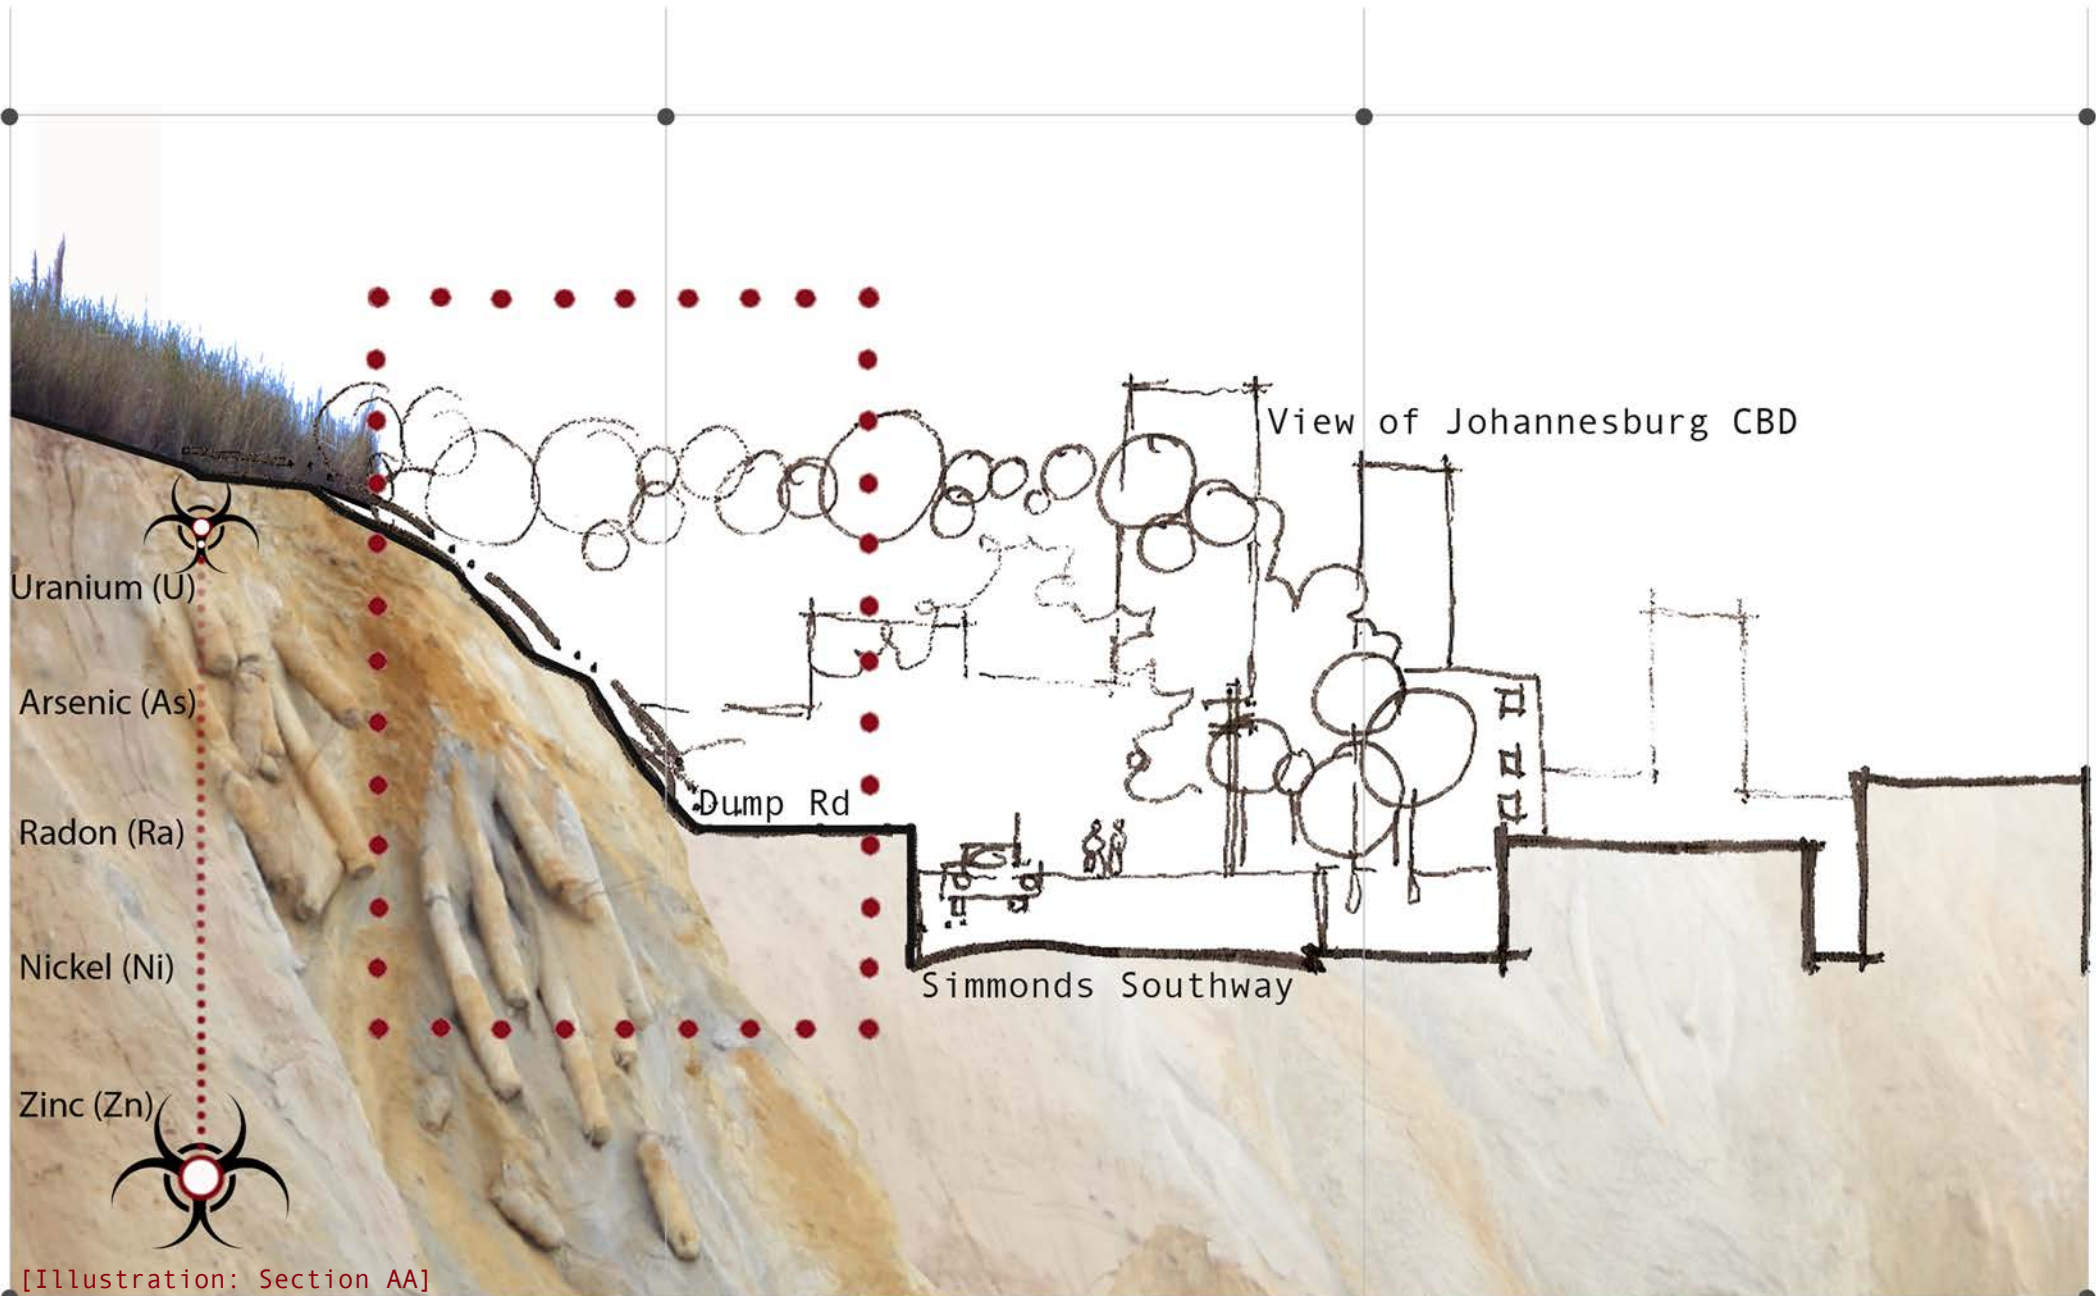 View of Johannesburg CBD
Uranium (U)
Arsenic (As)
Dump Rd
Radon (Ra)
Nickel (Ni)
Simmonds Southway
Zinc (Zn)
[Illustration: Section AA]